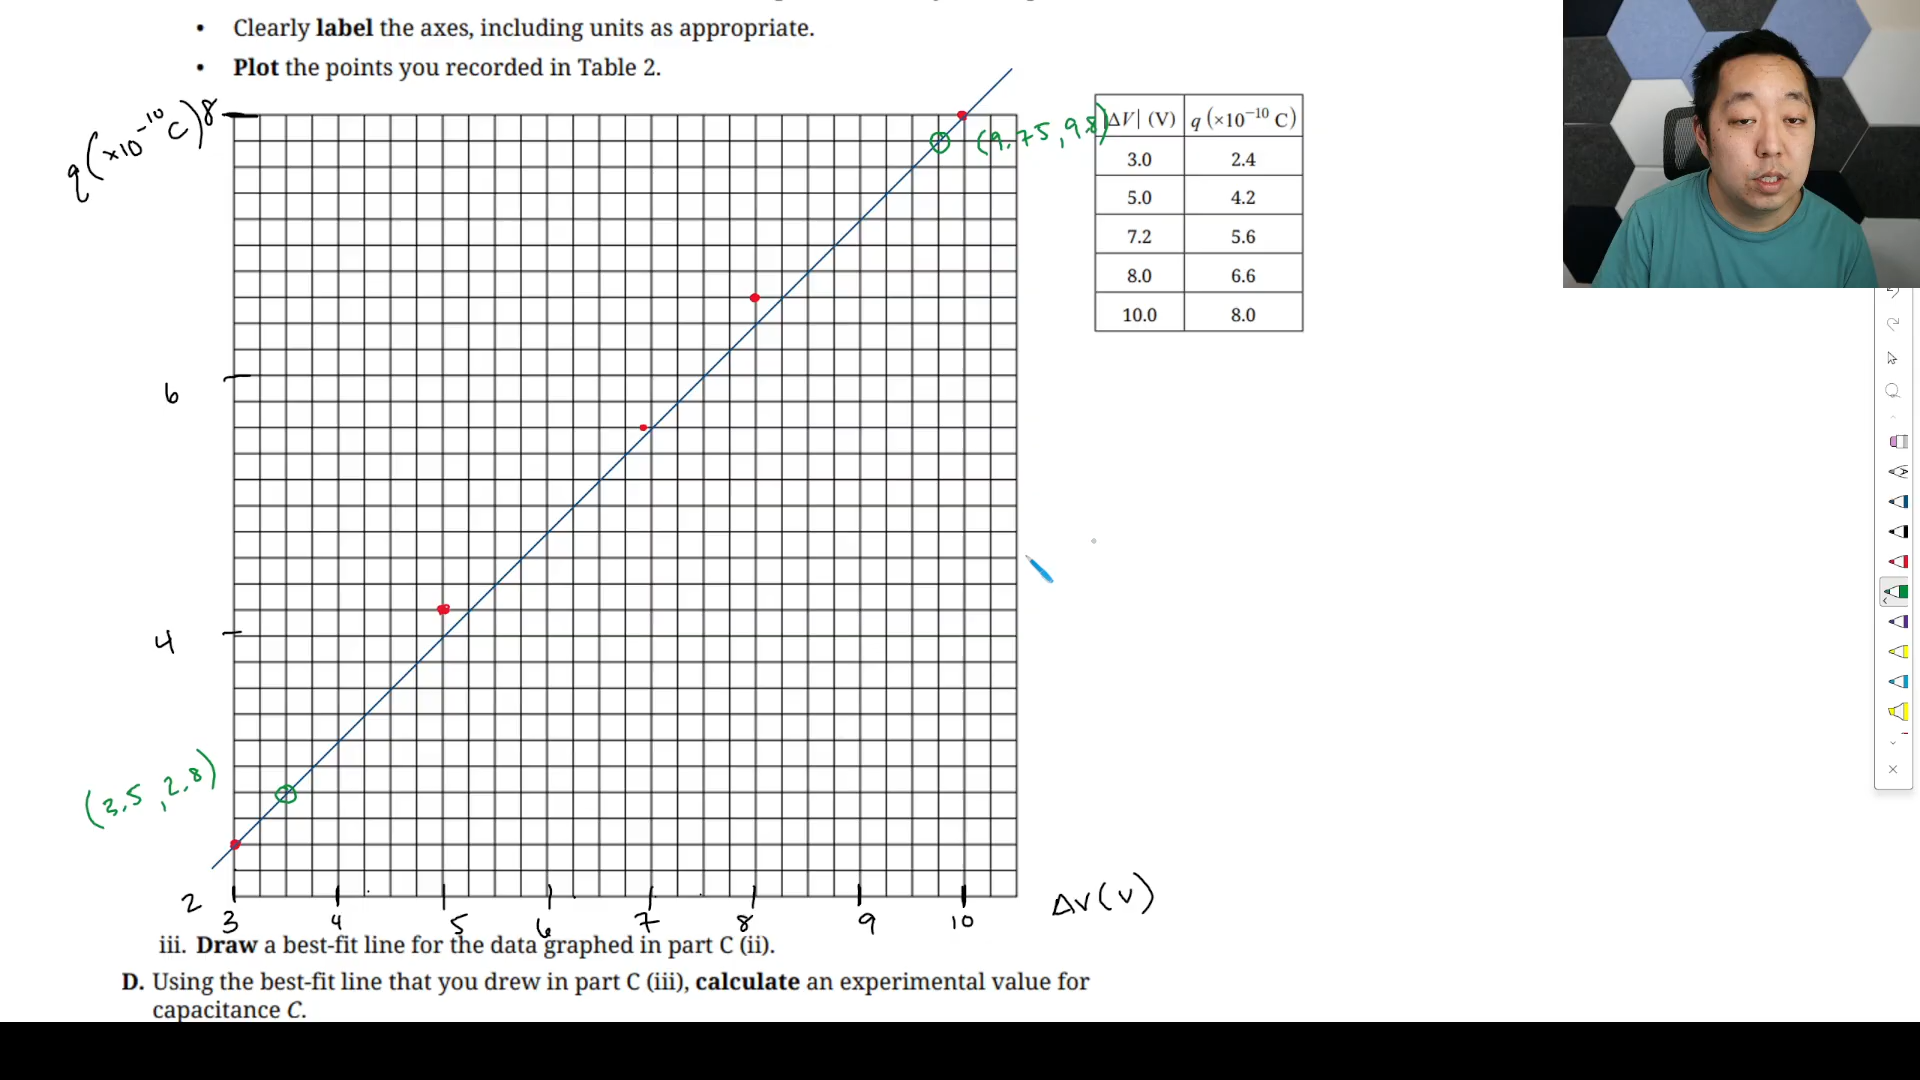 • Clearly label the axes, including units as appropriate.
• Plot the points you recorded in Table 2.
q (×10⁻¹⁰ C)
8
6
4
2
(9.75, 9.8)
(3.5, 2.8)
3 4 5 6 7 8 9 10
ΔV (V)
ΔV| (V) q (×10⁻¹⁰ C)
3.0 2.4
5.0 4.2
7.2 5.6
8.0 6.6
10.0 8.0
iii. Draw a best-fit line for the data graphed in part C (ii).
D. Using the best-fit line that you drew in part C (iii), calculate an experimental value for
capacitance C.